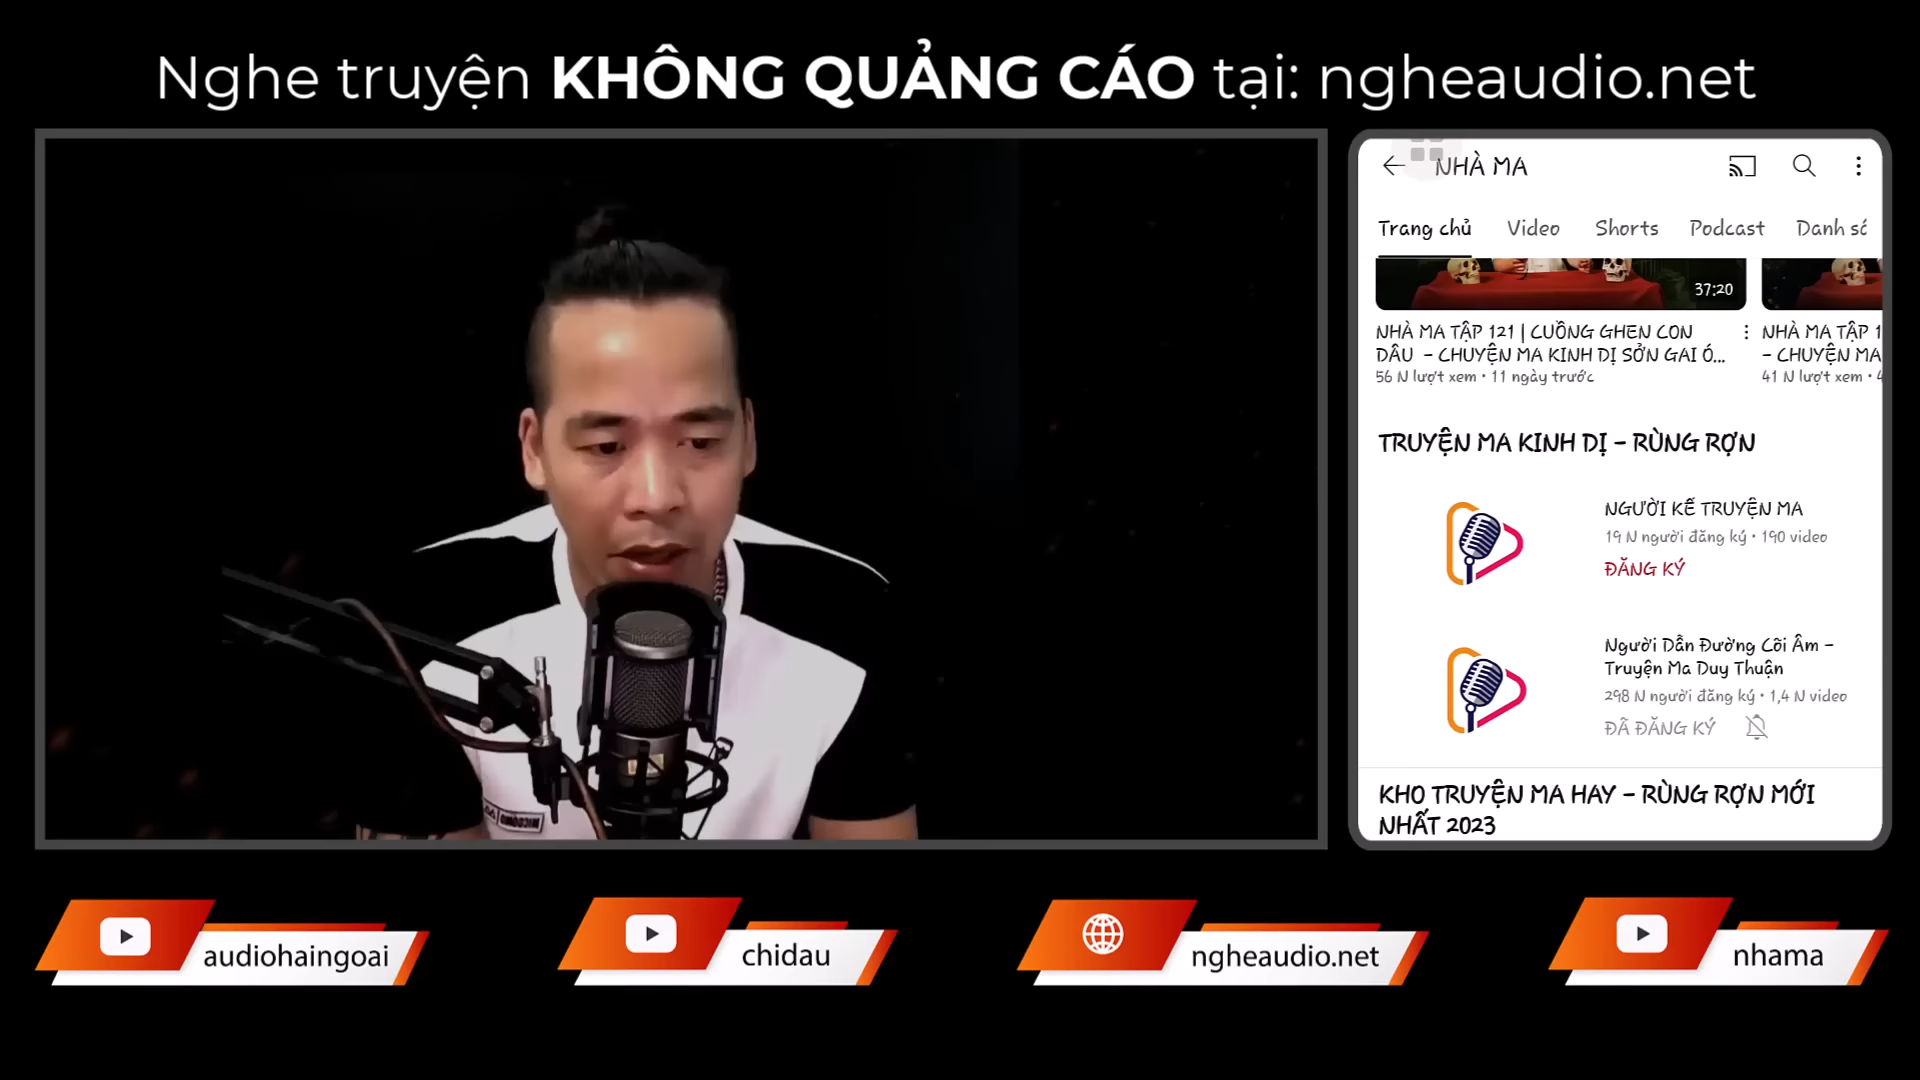 Nghe truyện KHÔNG QUẢNG CÁO tại: ngheaudio.net
NHÀ MA
Trang chủ Video Shorts Podcast Danh sá
37:20
NHÀ MA TẬP 121 | CUỒNG GHEN CON
DÂU - CHUYỆN MA KINH DỊ SỞN GAI Ố...
56 N lượt xem • 11 ngày trước
NHÀ MA TẬP 1
- CHUYỆN MA
41 N lượt xem • 4
TRUYỆN MA KINH DỊ - RÙNG RỢN
NGƯỜI KỂ TRUYỆN MA
19 N người đăng ký • 190 video
ĐĂNG KÝ
Người Dẫn Đường Cõi Âm -
Truyện Ma Duy Thuận
298 N người đăng ký • 1,4 N video
ĐÃ ĐĂNG KÝ
KHO TRUYỆN MA HAY - RÙNG RỢN MỚI
NHẤT 2023
audiohaingoai
chidau
ngheaudio.net
nhama